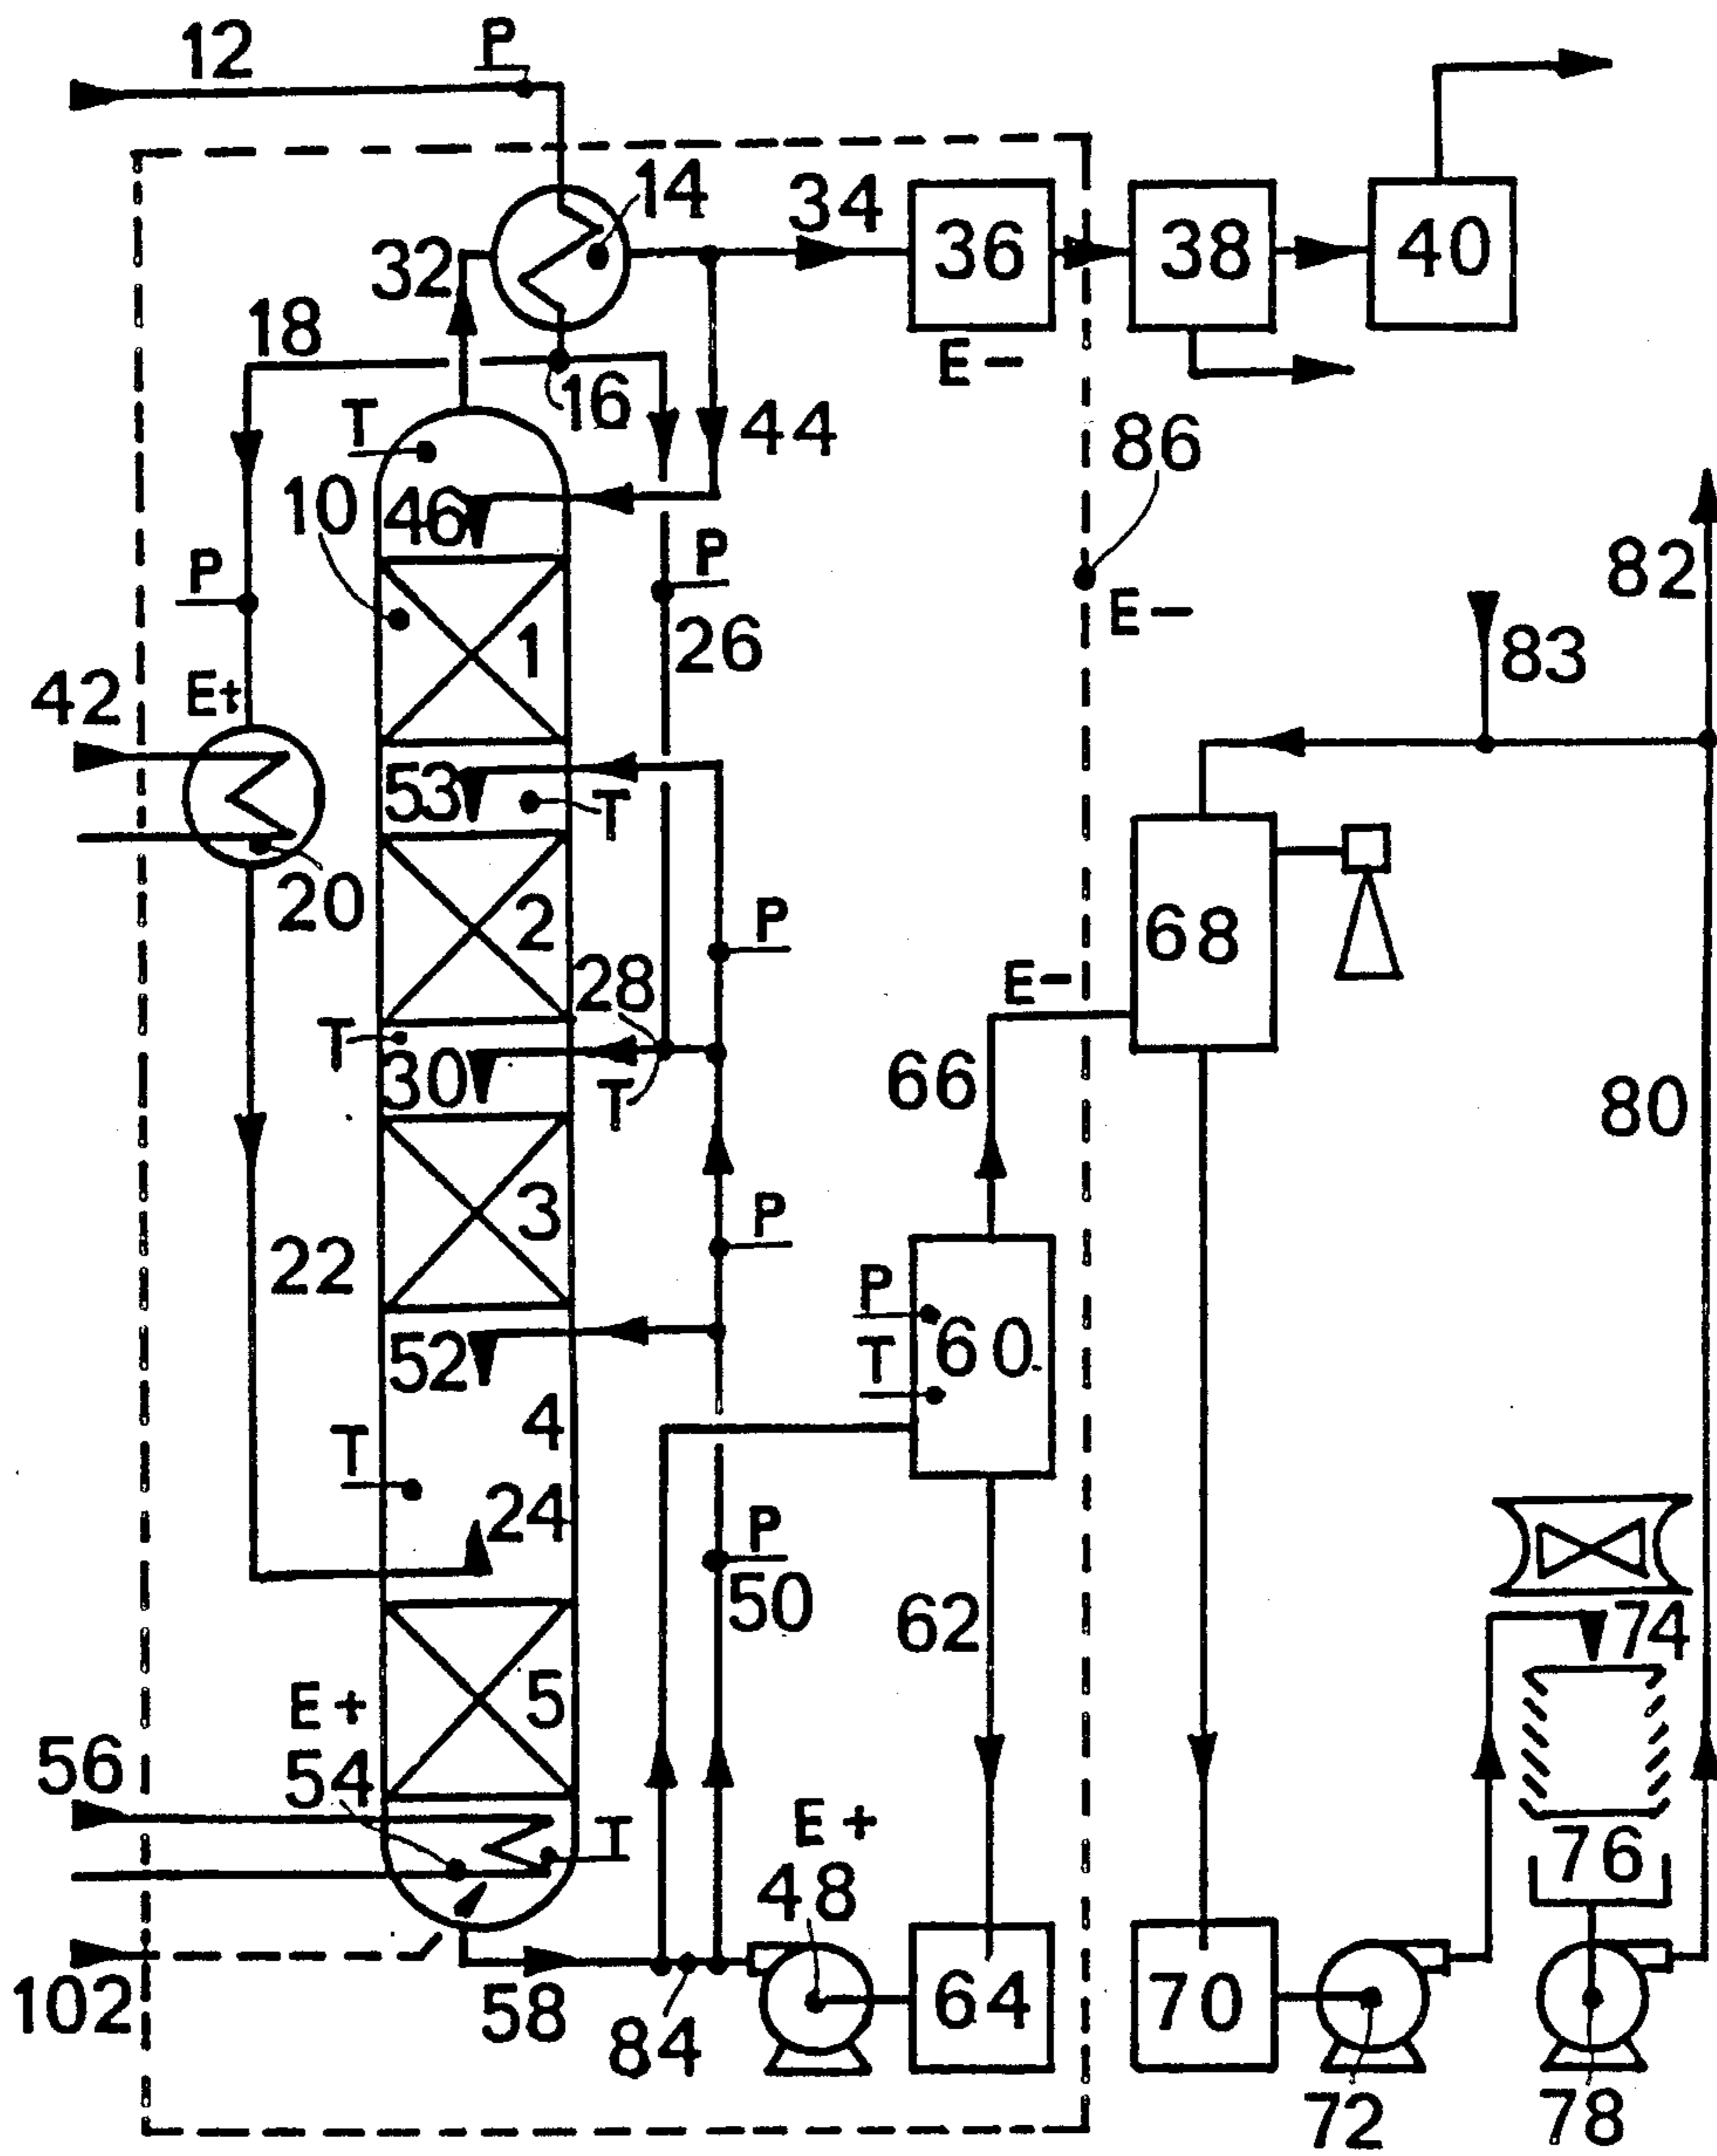 12 P
14 34 36 38 40
32
18 E-
16 44 86
T
10 46
P P 82
1 26 E-
42 E+ 83
53 T
20 2 P 68
28 E-
T 30 T 66 80
3 P
22 P
52 T 60
4
T 24
P
50 62 74
E+ 5
56 54 T E+ 76
48
102 58 84 64 70
72 78